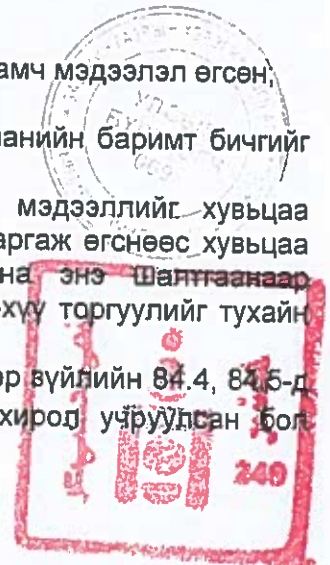 амч мэдээлэл өгсөн,
ланийн баримт бичгийг
мэдээллийг хувьцаа
аргаж өгснөөс хувьцаа
на энэ шалтгаанаар
хүү торгуулийг тухайн
эр зүйлийн 84.4, 84.5-д
хирол учруулсан бол
240